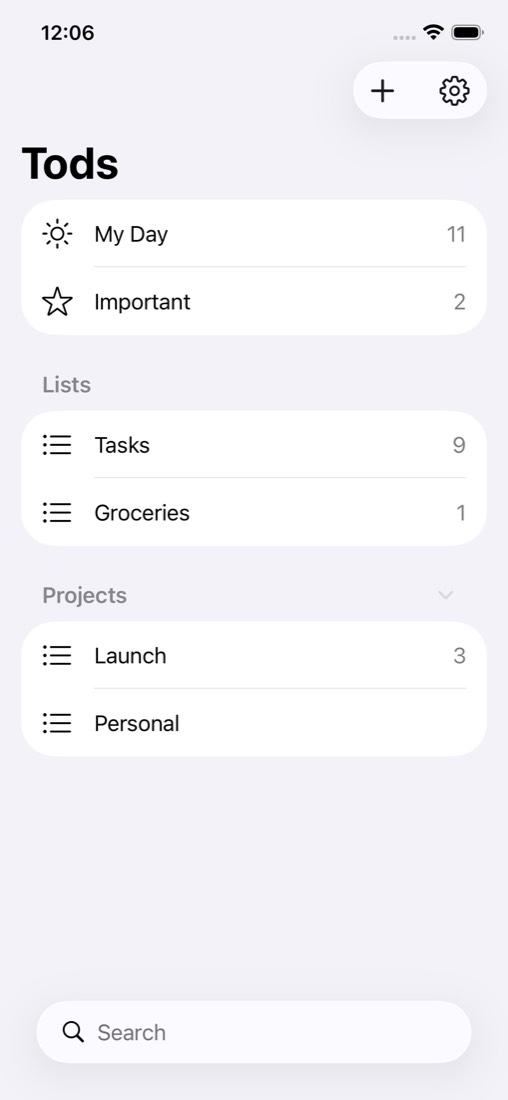 12:06
Tods
My Day 11
Important 2
Lists
Tasks 9
Groceries 1
Projects
Launch 3
Personal
Search